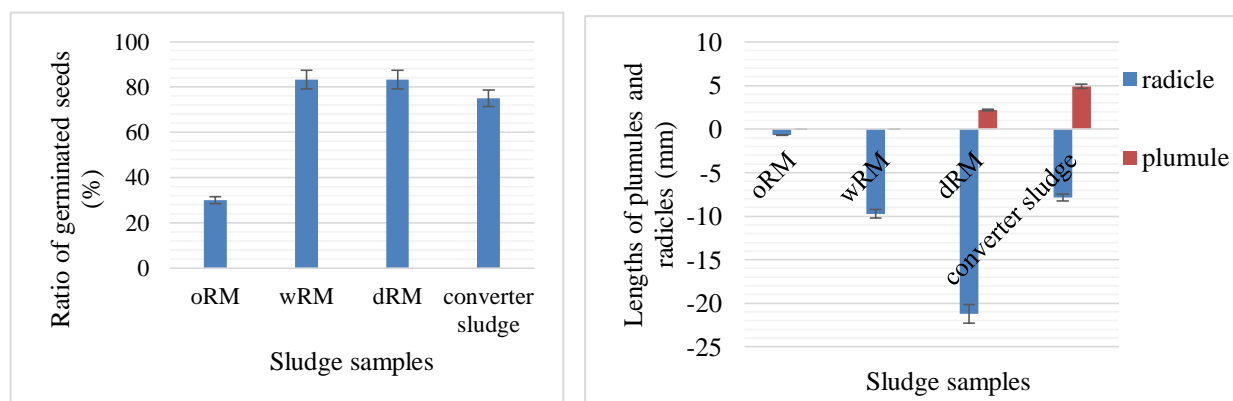 100
80
60
40
20
0
Ratio of germinated seeds
(%)
oRM
wRM
dRM
converter
sludge
Sludge samples
10
5
0
-5
-10
-15
-20
-25
Lengths of plumules and
radicles (mm)
oRM
wRM
dRM
converter sludge
Sludge samples
radicle
plumule